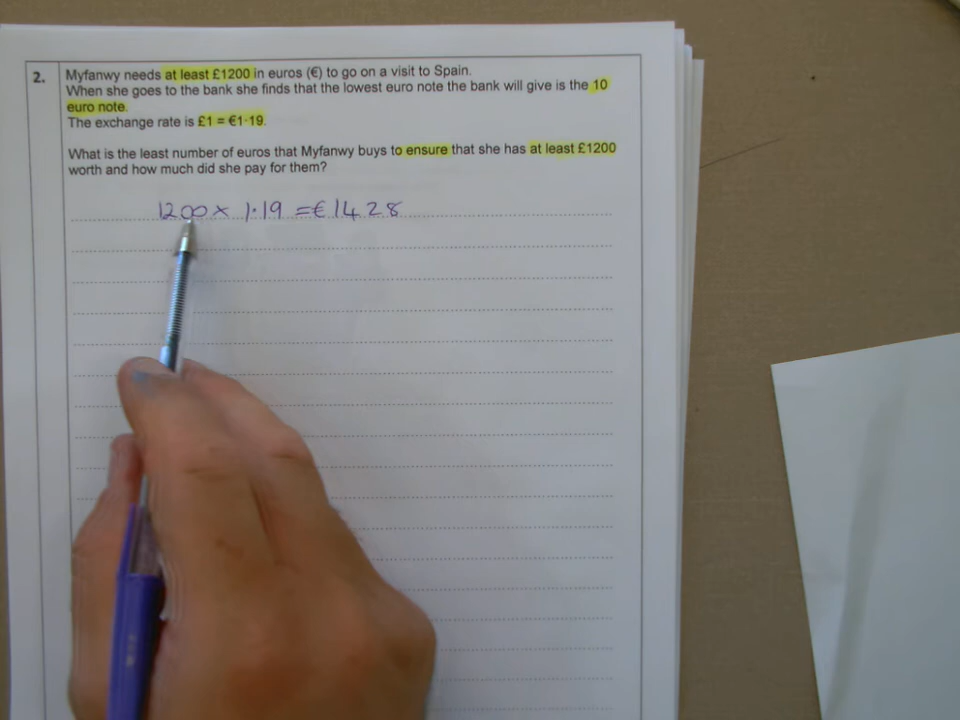 2.
Myfanwy needs at least £1200 in euros (€) to go on a visit to Spain.
When she goes to the bank she finds that the lowest euro note the bank will give is the 10
euro note.
The exchange rate is £1 = €1·19.
What is the least number of euros that Myfanwy buys to ensure that she has at least £1200
worth and how much did she pay for them?
1200 × 1.19 = € 1428